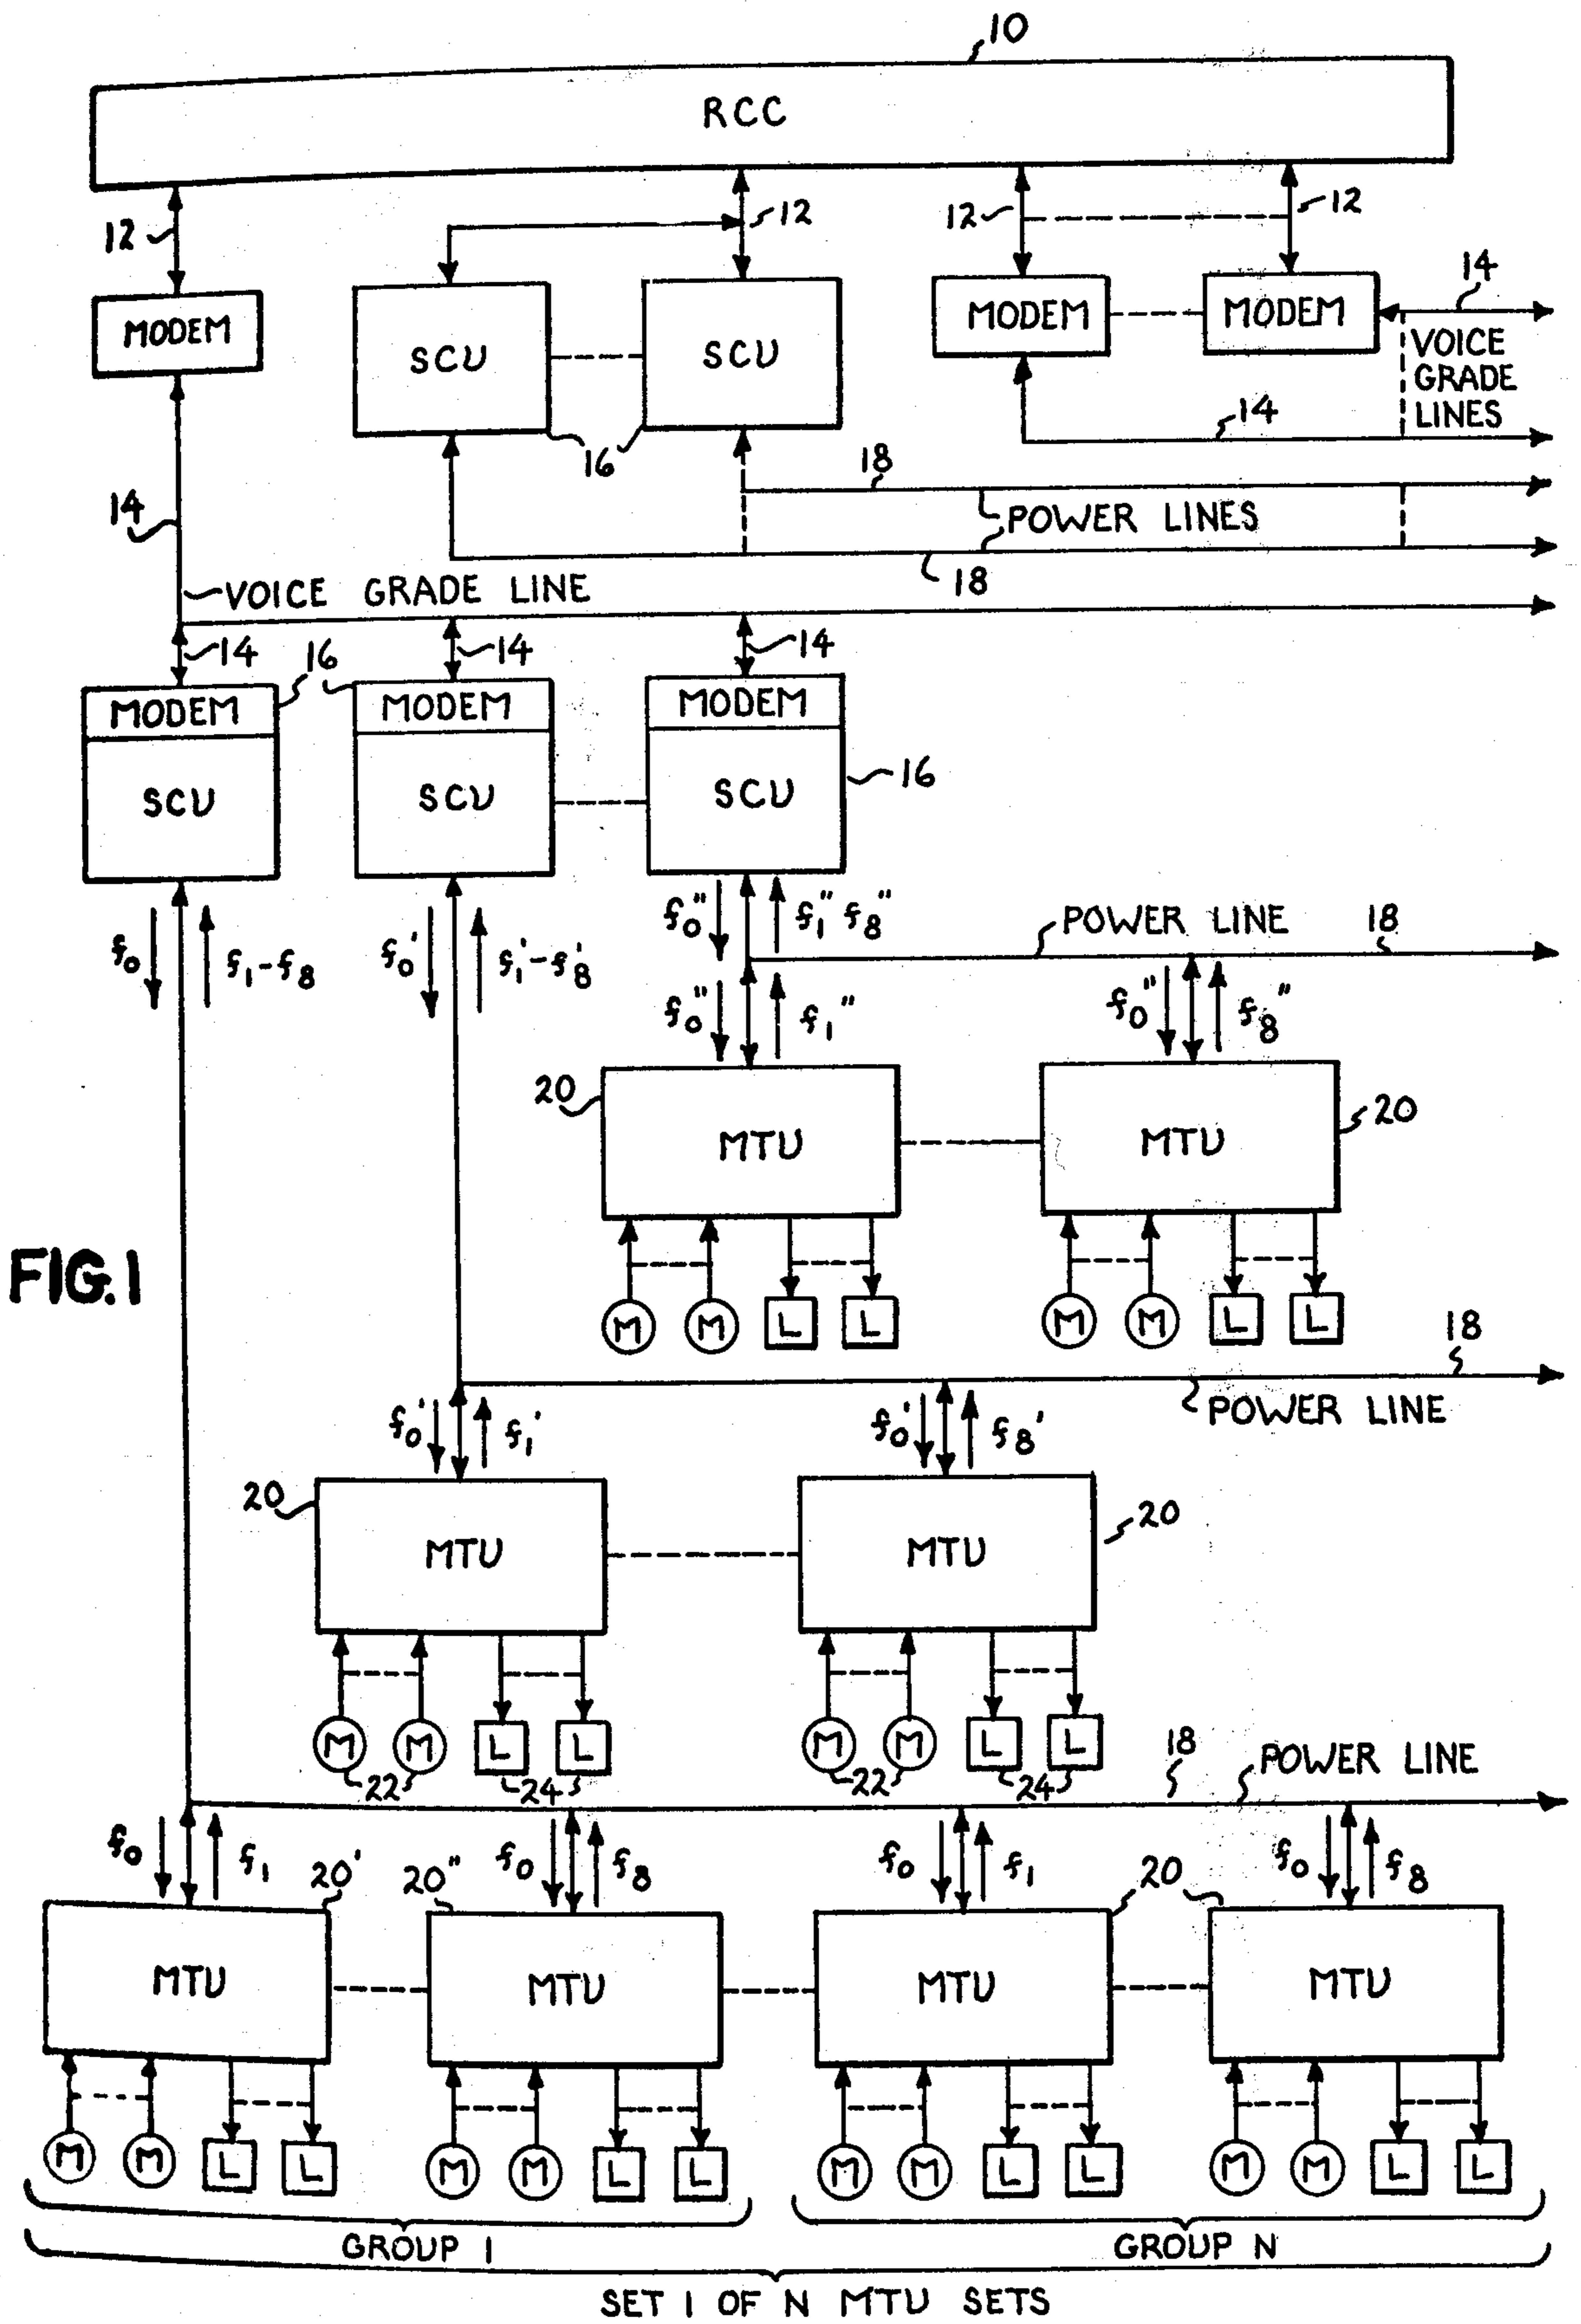 10
RCC
12
12
12
12
MODEM
SCU
SCU
MODEM
MODEM
14
VOICE
GRADE
LINES
14
16
18
POWER LINES
18
14
VOICE GRADE LINE
14
16
14
14
MODEM
SCU
MODEM
SCU
MODEM
SCU
16
f0
f1-f8
f0'
f1'-f8'
f0"
f1" f8"
POWER LINE
18
f0"
f1"
f0"
f8"
20
MTU
MTU
20
M M L L
M M L L
FIG.1
18
POWER LINE
f0'
f1'
f0'
f8'
20
MTU
MTU
20
M M L L
M M L L
22
24
22
24
18
POWER LINE
f0
f1
20'
20"
f0
f8
f0
f1
20
f0
f8
MTU
MTU
MTU
MTU
M M L L
M M L L
M M L L
M M L L
GROUP 1
GROUP N
SET 1 OF N MTU SETS